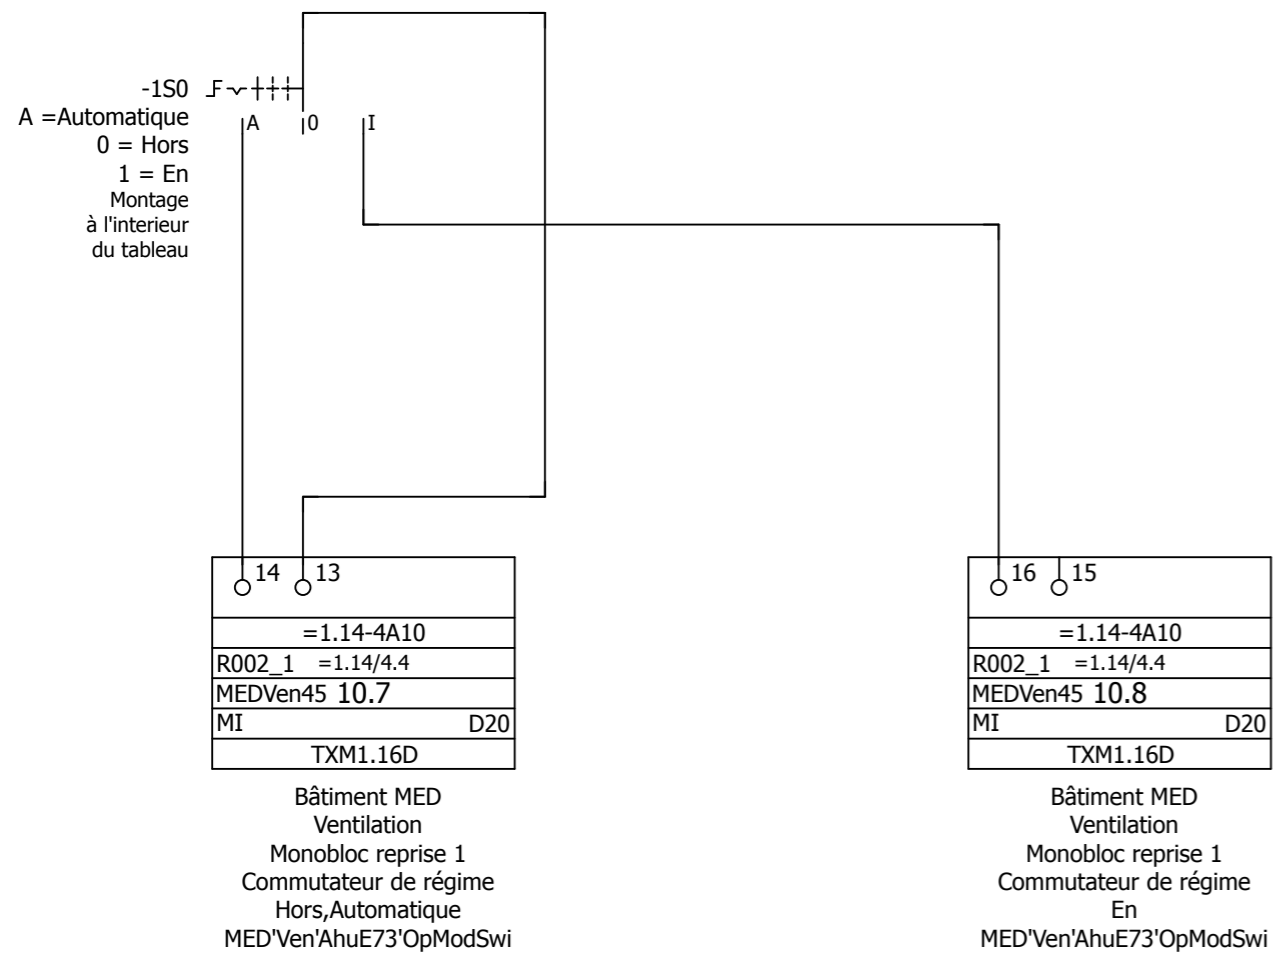 -1S0
A =Automatique
0 = Hors
1 = En
Montage
à l'interieur
du tableau
A
0
I
14 13
=1.14-4A10
R002_1 =1.14/4.4
MEDVen45 10.7
MI D20
TXM1.16D
Bâtiment MED
Ventilation
Monobloc reprise 1
Commutateur de régime
Hors,Automatique
MED'Ven'AhuE73'OpModSwi
16 15
=1.14-4A10
R002_1 =1.14/4.4
MEDVen45 10.8
MI D20
TXM1.16D
Bâtiment MED
Ventilation
Monobloc reprise 1
Commutateur de régime
En
MED'Ven'AhuE73'OpModSwi